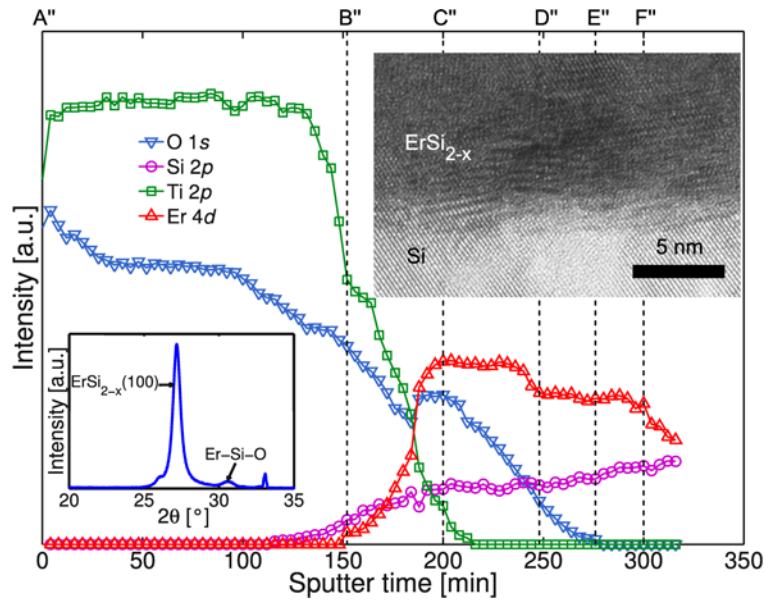 A" B" C" D" E" F"
O 1s
Si 2p
Ti 2p
Er 4d
ErSi2-x
Si
5 nm
Intensity [a.u.]
Intensity [a.u.]
ErSi2-x(100)
Er-Si-O
20 25 30 35
2θ [°]
0 50 100 150 200 250 300 350
Sputter time [min]